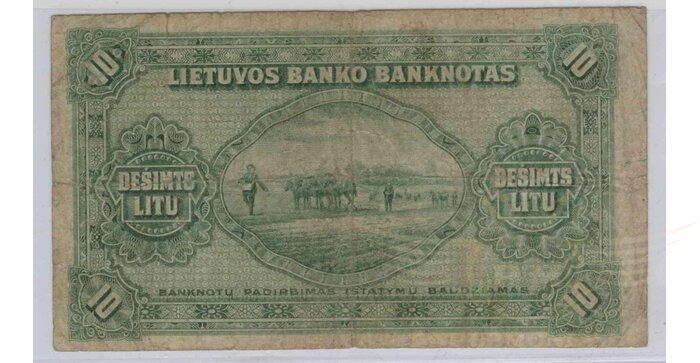 10 10
LIETUVOS BANKO BANKNOTAS
DEŠIMTS
LITU
DEŠIMTS
LITU
BANKNOTŲ PADIRBIMAS ĮSTATYMŲ BAUDŽIAMAS
10 10